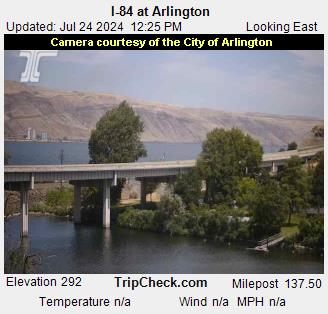 I-84 at Arlington
Updated: Jul 24 2024 12:25 PM Looking East
Camera courtesy of the City of Arlington
Elevation 292 TripCheck.com Milepost 137.50
Temperature n/a Wind n/a MPH n/a